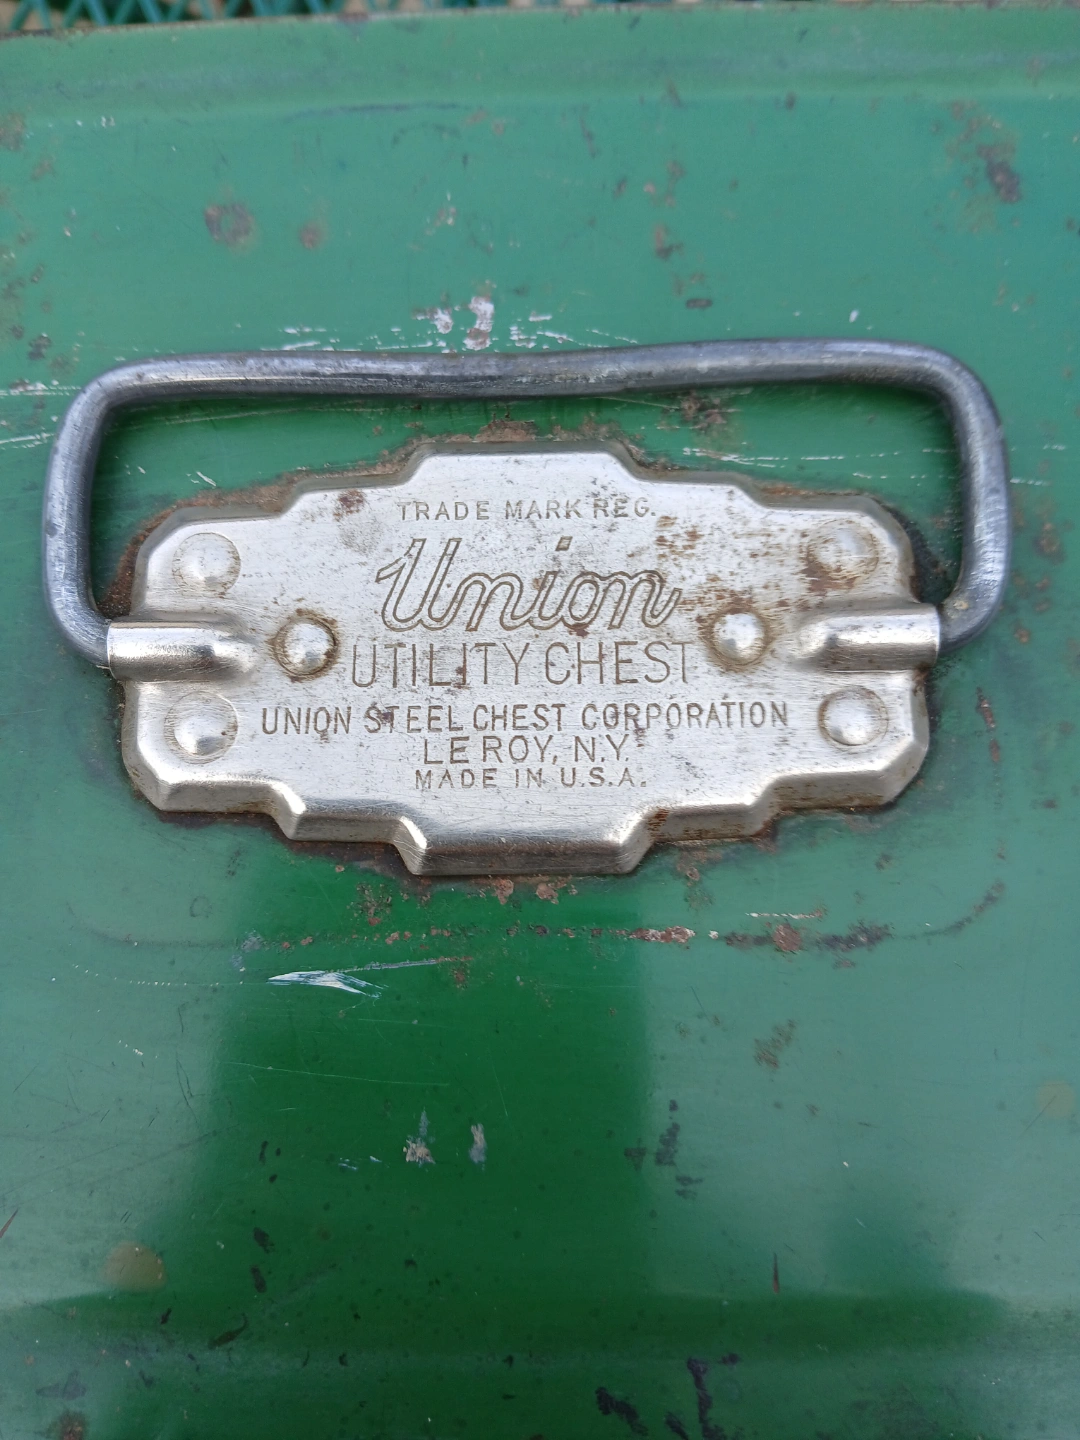 TRADE MARK REG.
Union
UTILITY CHEST
UNION STEEL CHEST CORPORATION
LE ROY, N.Y.
MADE IN U.S.A.